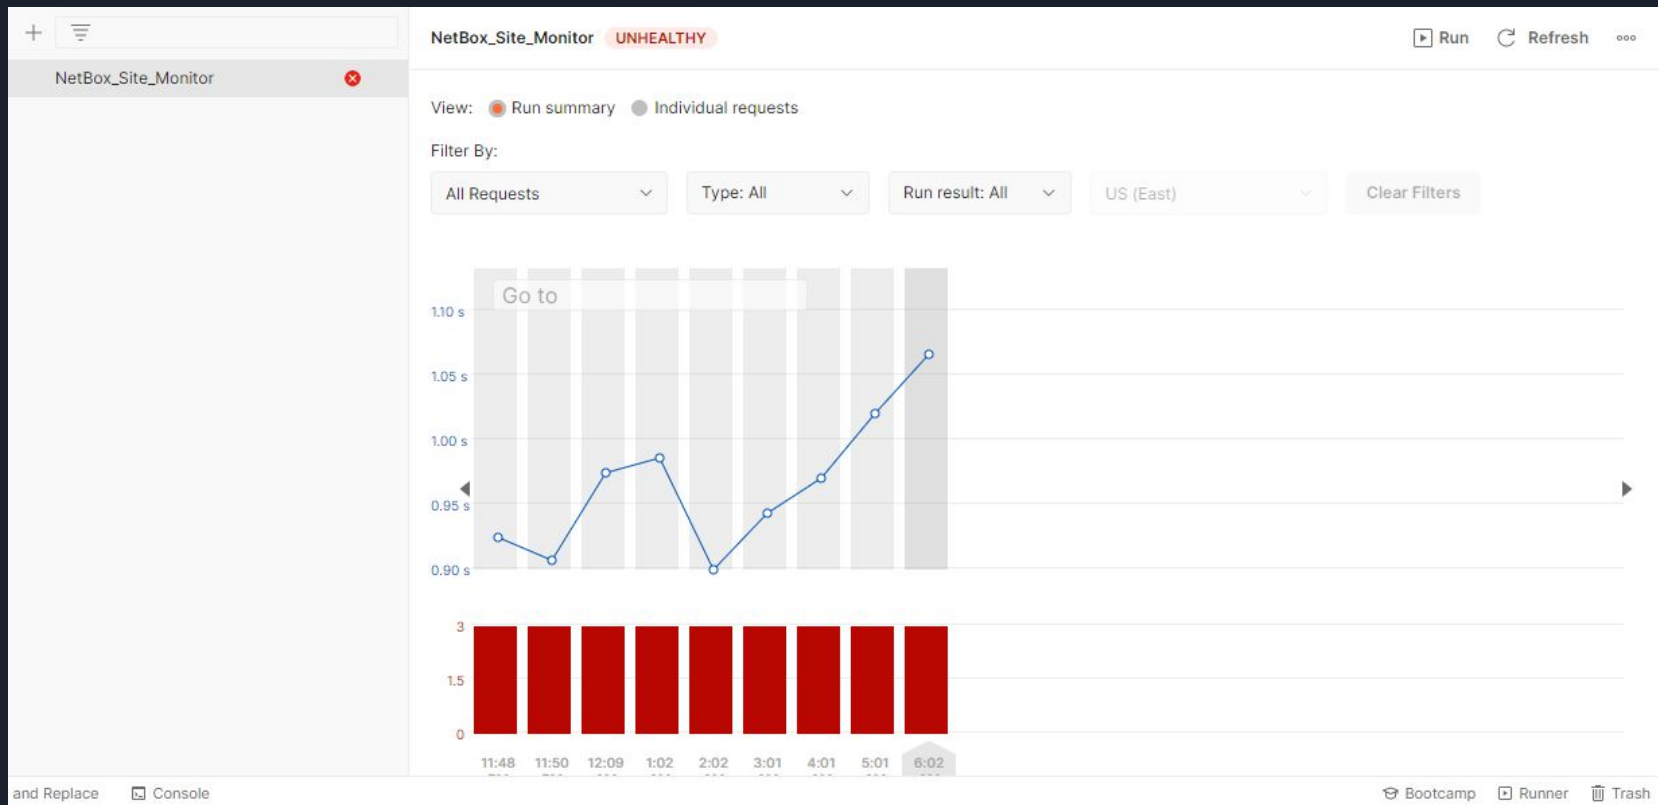 NetBox_Site_Monitor UNHEALTHY
Run Refresh
NetBox_Site_Monitor
View: Run summary Individual requests
Filter By:
All Requests Type: All Run result: All US (East) Clear Filters
Go to
1.10 s
1.05 s
1.00 s
0.95 s
0.90 s
3
1.5
0
11:48 11:50 12:09 1:02 2:02 3:01 4:01 5:01 6:02
and Replace Console Bootcamp Runner Trash